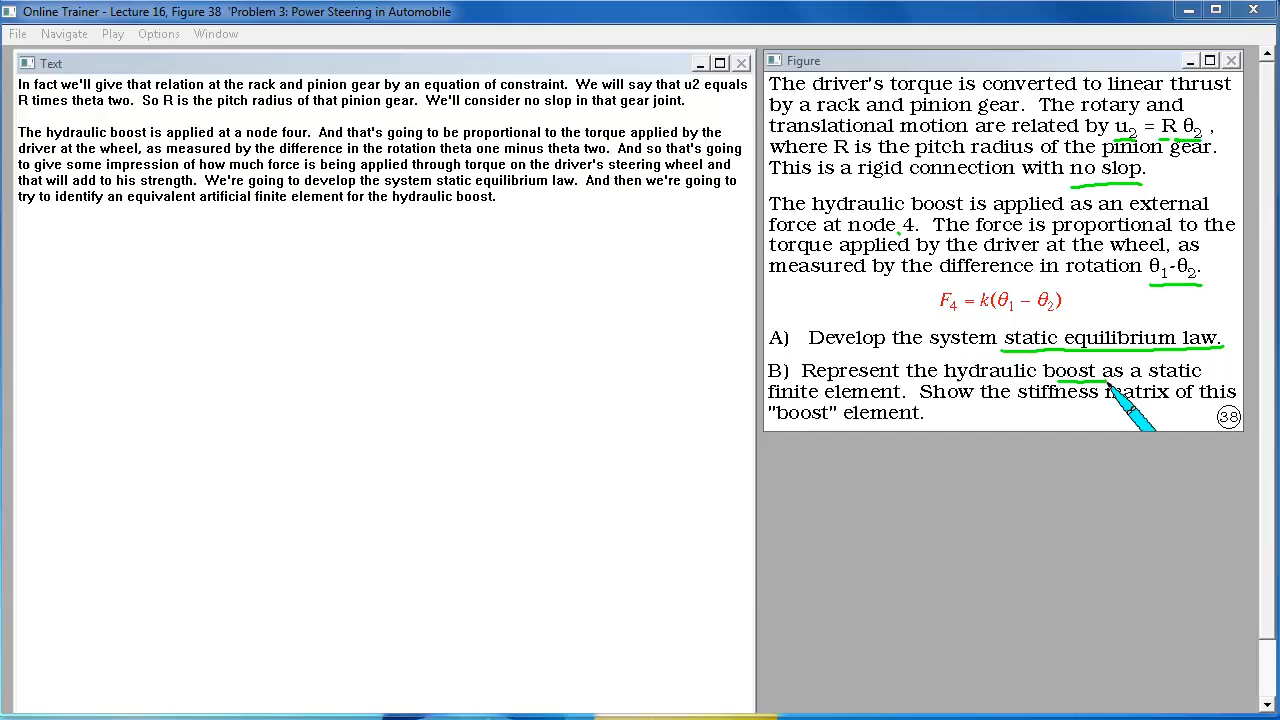 Online Trainer - Lecture 16, Figure 38  'Problem 3: Power Steering in Automobile
File Navigate Play Options Window
Text
In fact we'll give that relation at the rack and pinion gear by an equation of constraint.  We will say that u2 equals
R times theta two.  So R is the pitch radius of that pinion gear.  We'll consider no slop in that gear joint.
The hydraulic boost is applied at a node four.  And that's going to be proportional to the torque applied by the
driver at the wheel, as measured by the difference in the rotation theta one minus theta two.  And so that's going
to give some impression of how much force is being applied through torque on the driver's steering wheel and
that will add to his strength.  We're going to develop the system static equilibrium law.  And then we're going to
try to identify an equivalent artificial finite element for the hydraulic boost.
Figure
The driver's torque is converted to linear thrust
by a rack and pinion gear.  The rotary and
translational motion are related by u₂ = R θ₂ ,
where R is the pitch radius of the pinion gear.
This is a rigid connection with no slop.
The hydraulic boost is applied as an external
force at node 4.  The force is proportional to the
torque applied by the driver at the wheel, as
measured by the difference in rotation θ₁-θ₂.
F₄ = k(θ₁ − θ₂)
A)  Develop the system static equilibrium law.
B)  Represent the hydraulic boost as a static
finite element.  Show the stiffness matrix of this
"boost" element.
38